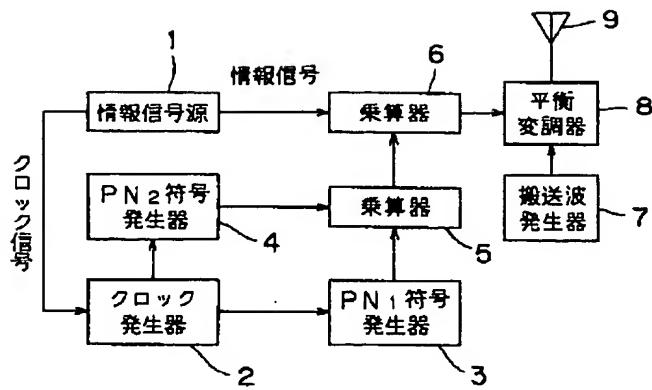 1
情報信号
6
9
情報信号源
乗算器
平衡
変調器
8
クロック信号
PN2符号
発生器
4
乗算器
5
搬送波
発生器
7
クロック
発生器
2
PN1符号
発生器
3